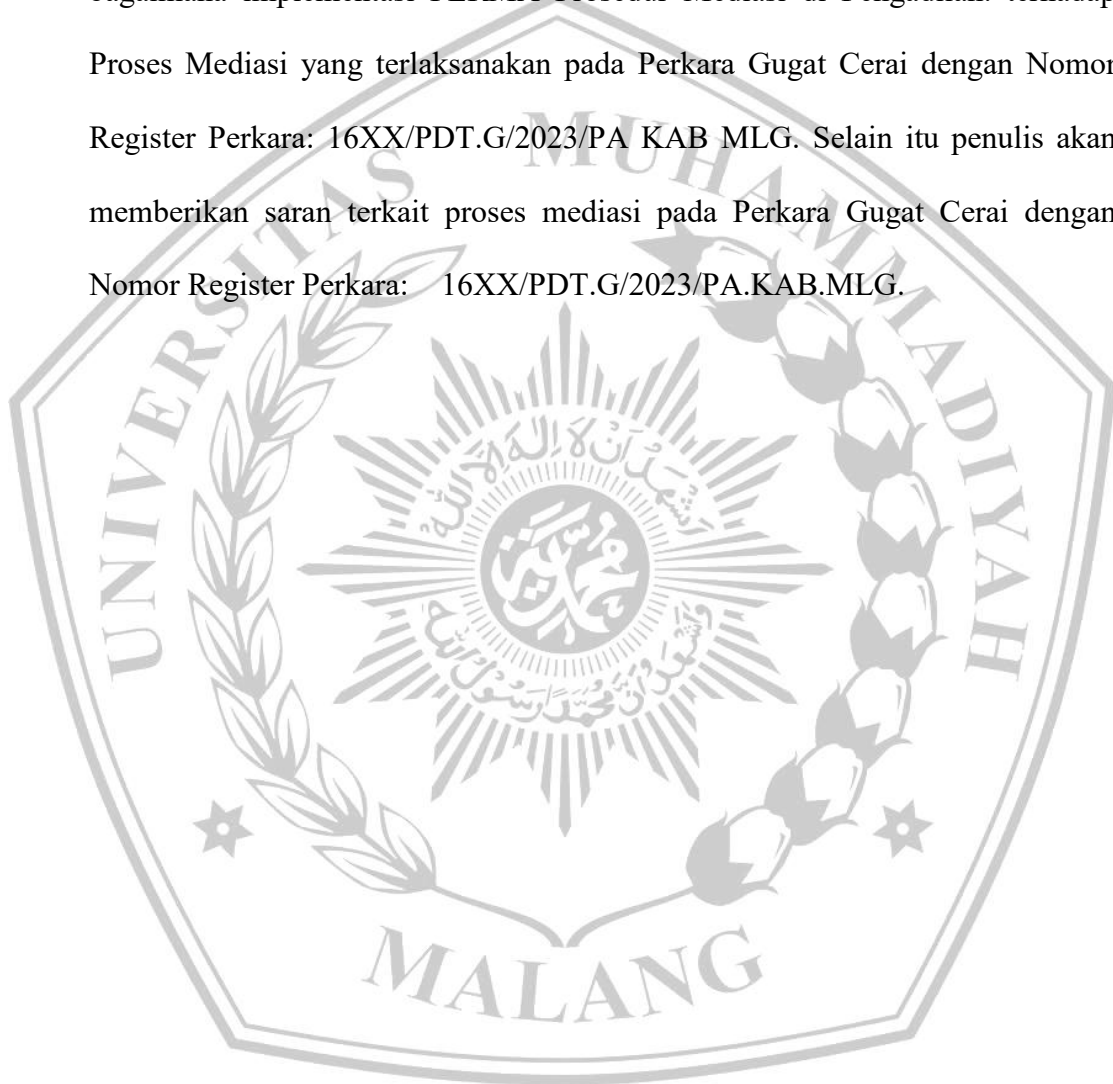 Proses Mediasi yang terlaksanakan pada Perkara Gugat Cerai dengan Nomor
Register Perkara: 16XX/PDT.G/2023/PA KAB MLG. Selain itu penulis akan
memberikan saran terkait proses mediasi pada Perkara Gugat Cerai dengan
Nomor Register Perkara: 16XX/PDT.G/2023/PA.KAB.MLG.
UNIVERSITAS MUHAMMADIYAH
MALANG